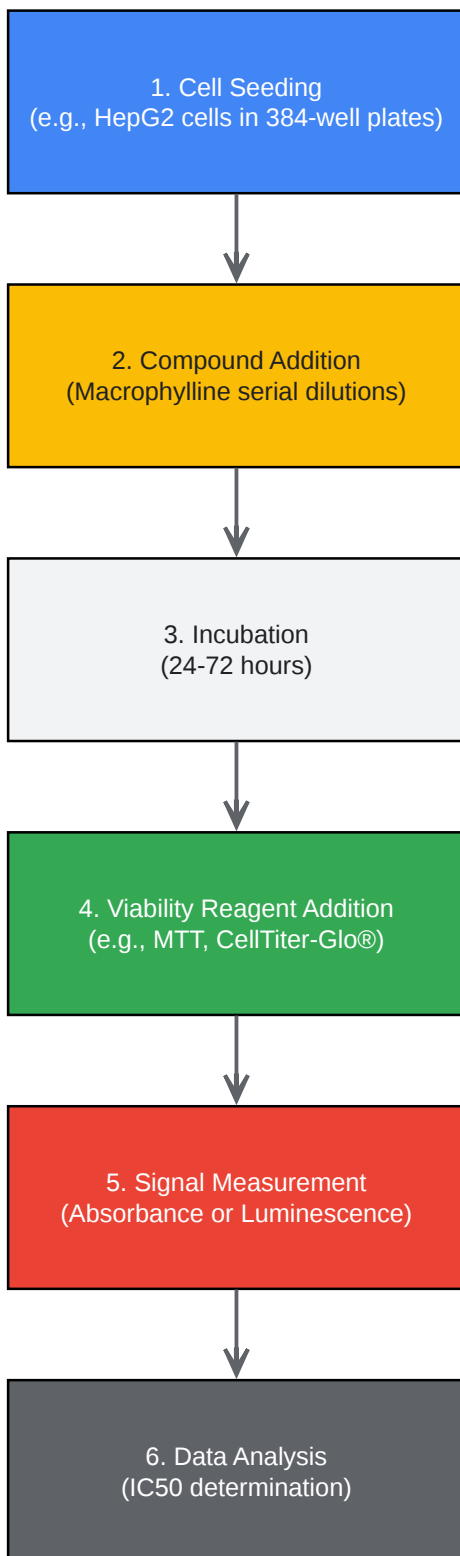 1. Cell Seeding
(e.g., HepG2 cells in 384-well plates)
2. Compound Addition
(Macrophylline serial dilutions)
3. Incubation
(24-72 hours)
4. Viability Reagent Addition
(e.g., MTT, CellTiter-Glo®)
5. Signal Measurement
(Absorbance or Luminescence)
6. Data Analysis
(IC50 determination)